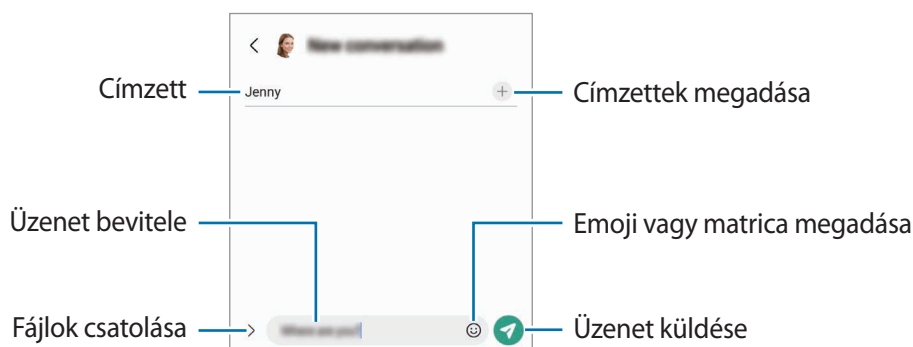 New conversation
Címzett
Jenny
Címzettek megadása
Üzenet bevitele
Emoji vagy matrica megadása
Fájlok csatolása
Where are you?
Üzenet küldése